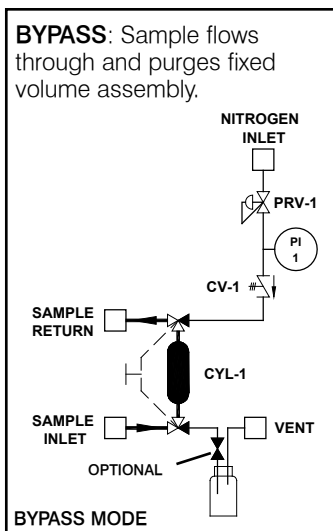 BYPASS: Sample flows
through and purges fixed
volume assembly.
NITROGEN
INLET
PRV-1
PI
1
CV-1
SAMPLE
RETURN
CYL-1
SAMPLE
INLET
VENT
OPTIONAL
BYPASS MODE